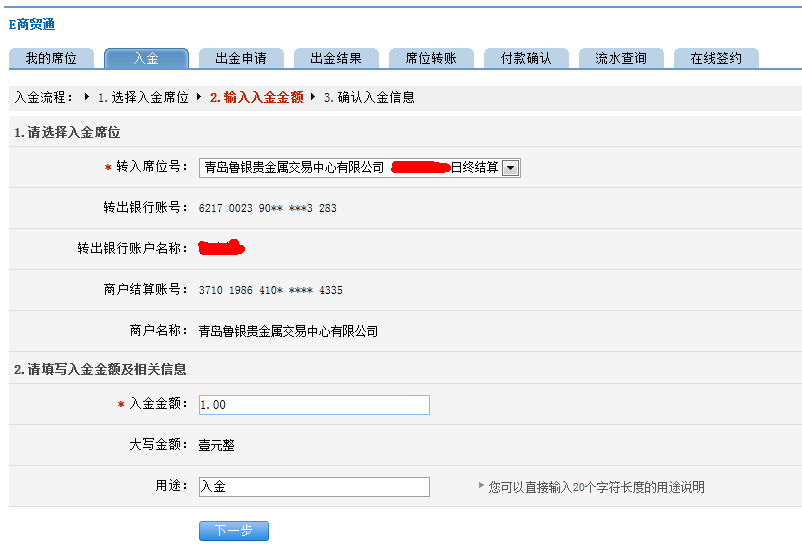 E商贸通
我的席位 入金 出金申请 出金结果 席位转账 付款确认 流水查询 在线签约
入金流程: 1.选择入金席位 2.输入入金金额 3.确认入金信息
1.请选择入金席位
* 转入席位号: 青岛鲁银贵金属交易中心有限公司 日终结算
转出银行账号: 6217 0023 90** ***3 283
转出银行账户名称:
商户结算账号: 3710 1986 410* **** 4335
商户名称: 青岛鲁银贵金属交易中心有限公司
2.请填写入金金额及相关信息
* 入金金额: 1.00
大写金额: 壹元整
用途: 入金 您可以直接输入20个字符长度的用途说明
下一步